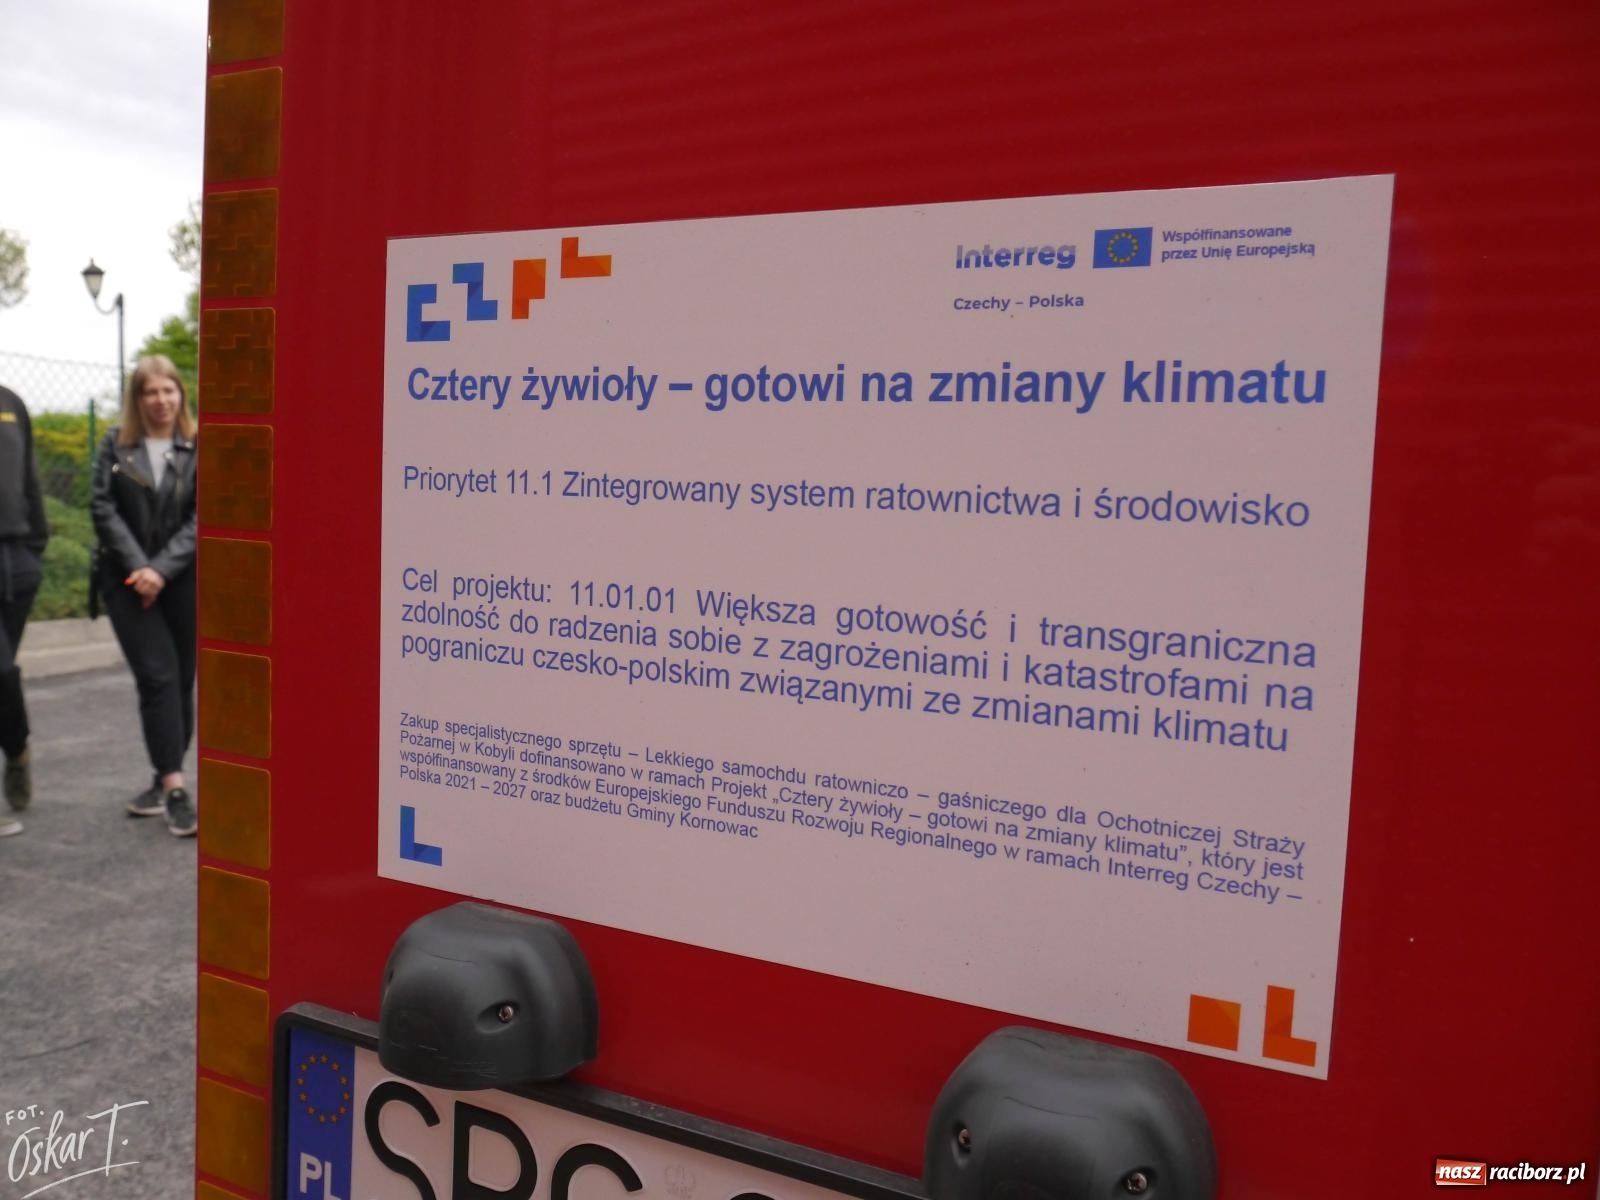 CZPL
Interreg
Współfinansowane
przez Unię Europejską
Czechy – Polska
Cztery żywioły – gotowi na zmiany klimatu
Priorytet 11.1 Zintegrowany system ratownictwa i środowisko
Cel projektu: 11.01.01 Większa gotowość i transgraniczna
zdolność do radzenia sobie z zagrożeniami i katastrofami na
pograniczu czesko-polskim związanymi ze zmianami klimatu
Zakup specjalistycznego sprzętu – Lekkiego samochdu ratowniczo – gaśniczego dla Ochotniczej Straży
Pożarnej w Kobyli dofinansowano w ramach Projekt „Cztery żywioły – gotowi na zmiany klimatu”, który jest
współfinansowany z środków Europejskiego Funduszu Rozwoju Regionalnego w ramach Interreg Czechy –
Polska 2021 – 2027 oraz budżetu Gminy Kornowac
PL
SRC
FOT.
Oskar T.
nasz raciborz.pl